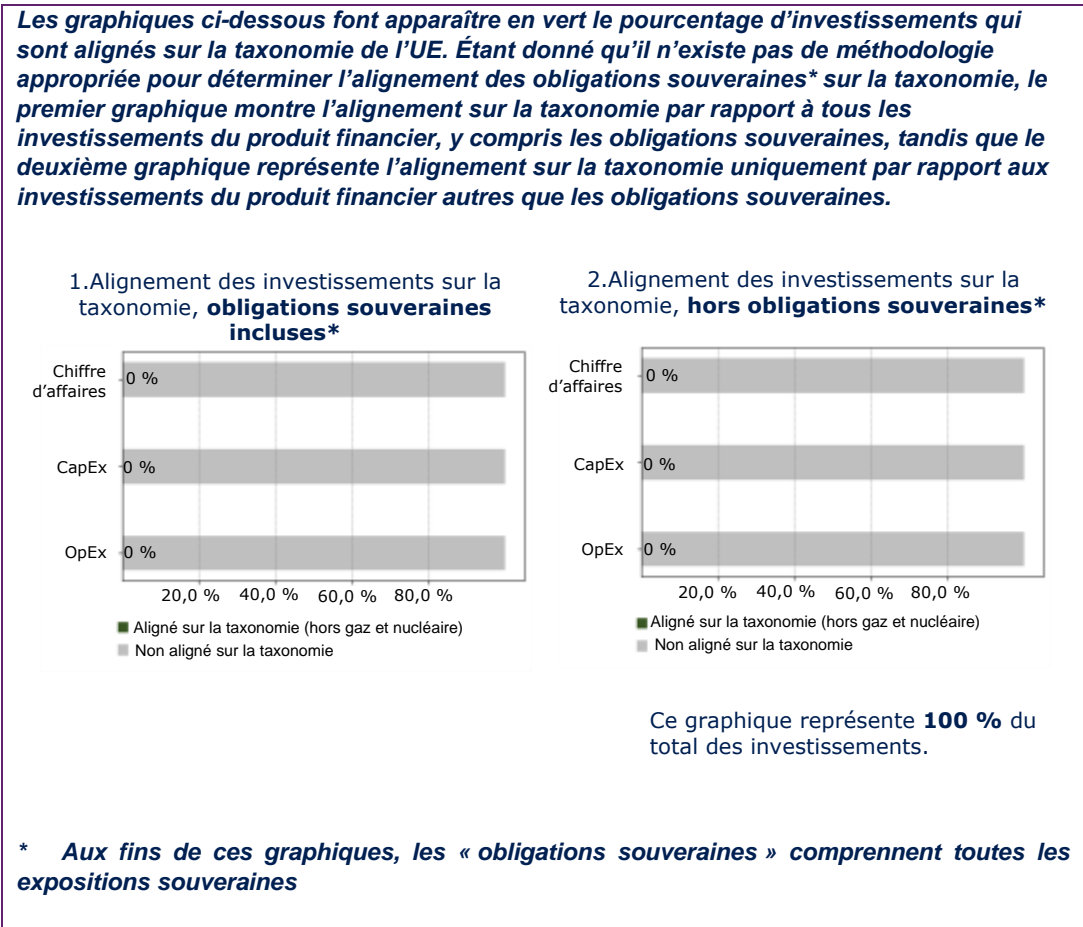 Les graphiques ci-dessous font apparaître en vert le pourcentage d’investissements qui
sont alignés sur la taxonomie de l’UE. Étant donné qu’il n’existe pas de méthodologie
appropriée pour déterminer l’alignement des obligations souveraines* sur la taxonomie, le
premier graphique montre l’alignement sur la taxonomie par rapport à tous les
investissements du produit financier, y compris les obligations souveraines, tandis que le
deuxième graphique représente l’alignement sur la taxonomie uniquement par rapport aux
investissements du produit financier autres que les obligations souveraines.
1.Alignement des investissements sur la
taxonomie, obligations souveraines
incluses*
Chiffre
d’affaires
0 %
CapEx
0 %
OpEx
0 %
20,0 % 40,0 % 60,0 % 80,0 %
Aligné sur la taxonomie (hors gaz et nucléaire)
Non aligné sur la taxonomie
2.Alignement des investissements sur la
taxonomie, hors obligations souveraines*
Chiffre
d’affaires
0 %
CapEx
0 %
OpEx
0 %
20,0 % 40,0 % 60,0 % 80,0 %
Aligné sur la taxonomie (hors gaz et nucléaire)
Non aligné sur la taxonomie
Ce graphique représente 100 % du
total des investissements.
* Aux fins de ces graphiques, les « obligations souveraines » comprennent toutes les
expositions souveraines